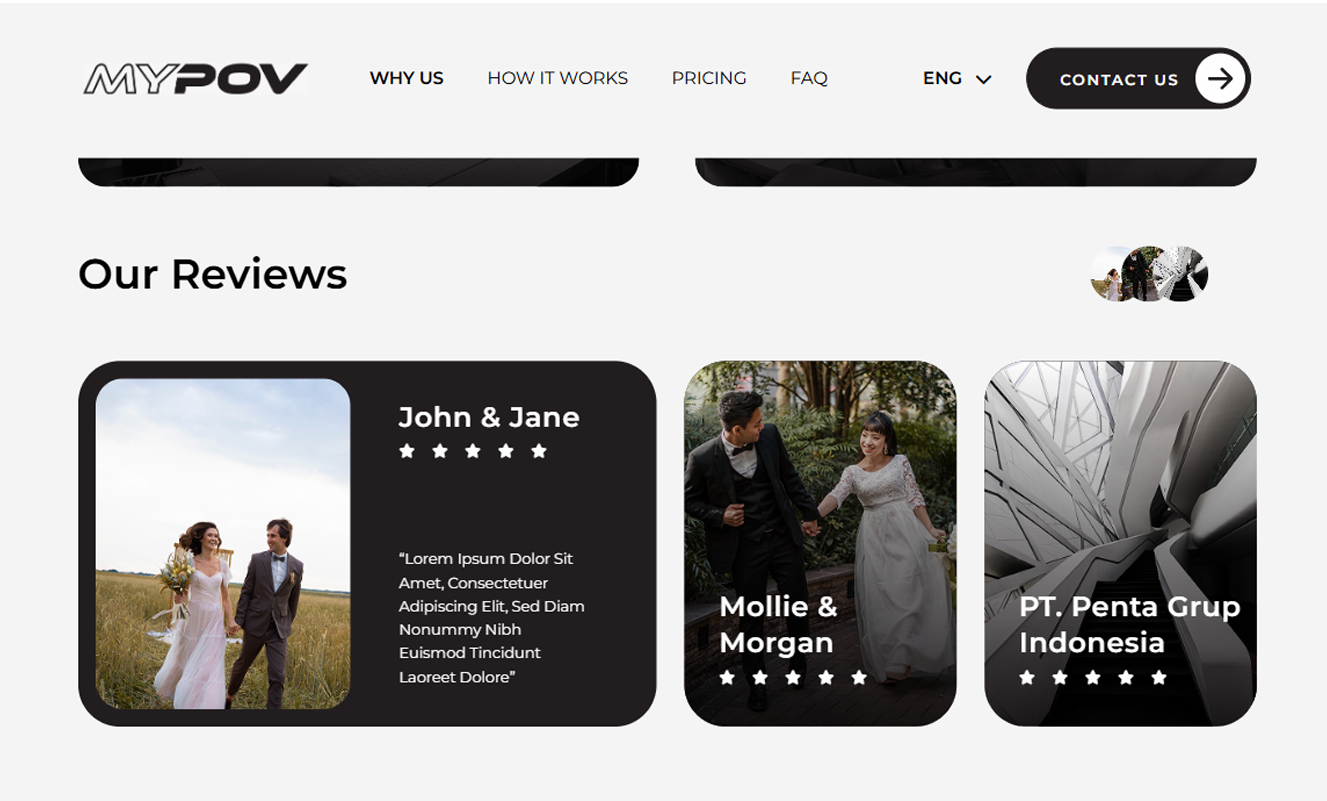 MYPOV
WHY US
HOW IT WORKS
PRICING
FAQ
ENG
CONTACT US
Our Reviews
John & Jane
“Lorem Ipsum Dolor Sit
Amet, Consectetuer
Adipiscing Elit, Sed Diam
Nonummy Nibh
Euismod Tincidunt
Laoreet Dolore”
Mollie &
Morgan
PT. Penta Grup
Indonesia